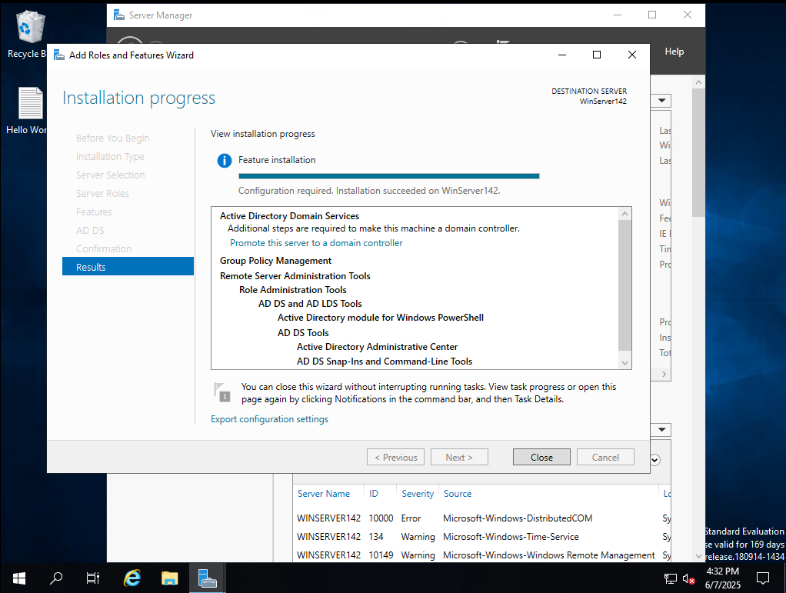 Server Manager
Recycle B
Add Roles and Features Wizard
Help
Installation progress
DESTINATION SERVER
WinServer142
Hello Wor
Before You Begin
Installation Type
Server Selection
Server Roles
Features
AD DS
Confirmation
Results
View installation progress
Feature installation
Configuration required. Installation succeeded on WinServer142.
Active Directory Domain Services
Additional steps are required to make this machine a domain controller.
Promote this server to a domain controller
Group Policy Management
Remote Server Administration Tools
Role Administration Tools
AD DS and AD LDS Tools
Active Directory module for Windows PowerShell
AD DS Tools
Active Directory Administrative Center
AD DS Snap-Ins and Command-Line Tools
1
You can close this wizard without interrupting running tasks. View task progress or open this
page again by clicking Notifications in the command bar, and then Task Details.
Export configuration settings
< Previous
Next >
Close
Cancel
Las
Wi
Las
Wi
Fee
IE I
Tin
Pro
Pro
Ins
Tot
Server Name ID Severity Source Lo
WINSERVER142 10000 Error Microsoft-Windows-DistributedCOM Sy
WINSERVER142 134 Warning Microsoft-Windows-Time-Service Sy
WINSERVER142 10149 Warning Microsoft-Windows-Windows Remote Management Sy
Standard Evaluation
se valid for 169 days
release.180914-1434
4:32 PM
6/7/2025